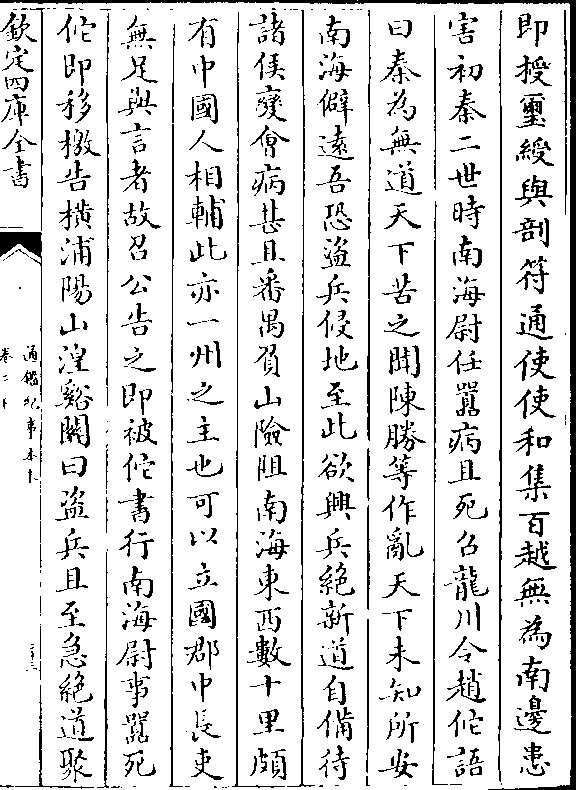 即授璽綬與剖符通使使和集百越無為南邊患
害初秦二世時南海尉任囂病且死召龍川令趙佗語
曰秦為無道天下苦之聞陳勝等作亂天下未知所安
南海僻遠吾恐盜兵侵地至此欲興兵絶新道自備待
諸侯變會病甚且番禺負山險阻南海東西數十里頗
有中國人相輔此亦一州之主也可以立國郡中長吏
無足與言者故召公告之即被佗書行南海尉事囂死
佗即移檄告橫浦陽山湟谿關曰盜兵且至急絶道聚
欽定四庫全書
通鑑紀事本末
卷二下